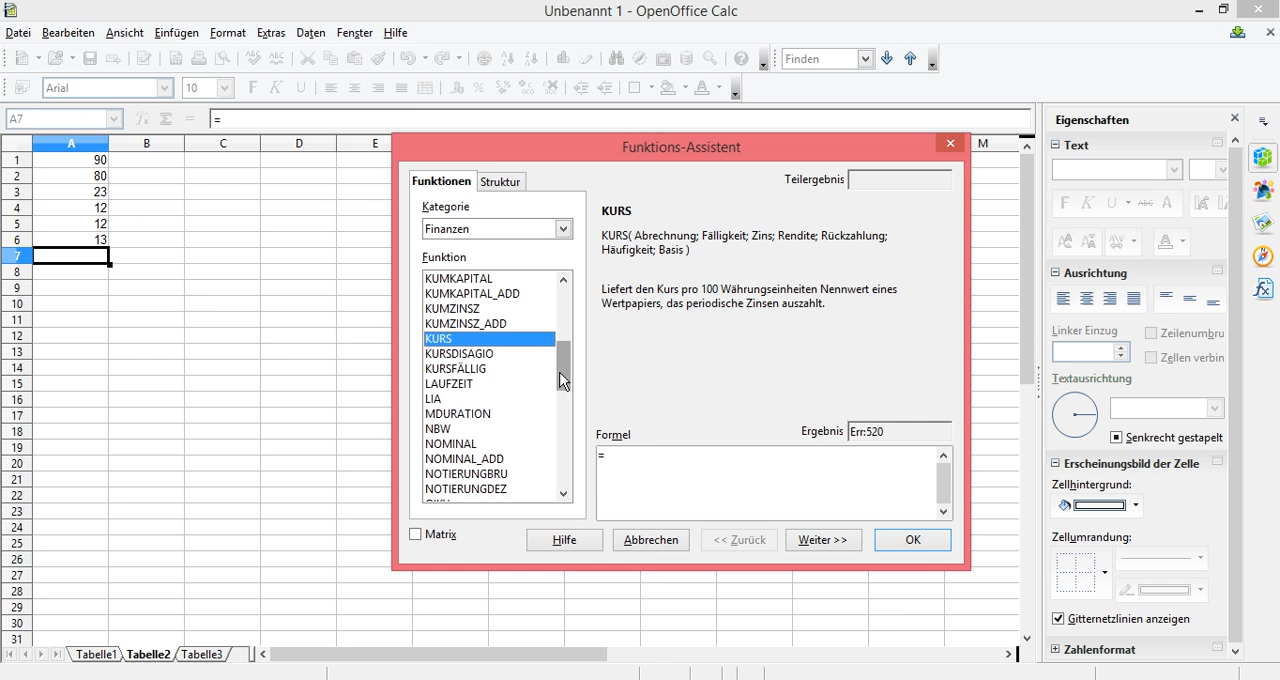 Unbenannt 1 - OpenOffice Calc
Datei Bearbeiten Ansicht Einfügen Format Extras Daten Fenster Hilfe
Finden
Arial 10 F K U
A7 =
A B C D E M
1 90
2 80
3 23
4 12
5 12
6 13
7
8
9
10
11
12
13
14
15
16
17
18
19
20
21
22
23
24
25
26
27
28
29
30
31
Tabelle1 Tabelle2 Tabelle3
Funktions-Assistent
Funktionen Struktur
Kategorie
Finanzen
Funktion
KUMKAPITAL
KUMKAPITAL_ADD
KUMZINSZ
KUMZINSZ_ADD
KURS
KURSDISAGIO
KURSFÄLLIG
LAUFZEIT
LIA
MDURATION
NBW
NOMINAL
NOMINAL_ADD
NOTIERUNGBRU
NOTIERUNGDEZ
Teilergebnis
KURS
KURS( Abrechnung; Fälligkeit; Zins; Rendite; Rückzahlung;
Häufigkeit; Basis )
Liefert den Kurs pro 100 Währungseinheiten Nennwert eines
Wertpapiers, das periodische Zinsen auszahlt.
Formel Ergebnis Err:520
=
Matrix Hilfe Abbrechen << Zurück Weiter >> OK
Eigenschaften
Text
F K U ABC A
Ausrichtung
Linker Einzug Zeilenumbru
Zellen verbin
Textausrichtung
Senkrecht gestapelt
Erscheinungsbild der Zelle
Zellhintergrund:
Zellumrandung:
Gitternetzlinien anzeigen
Zahlenformat